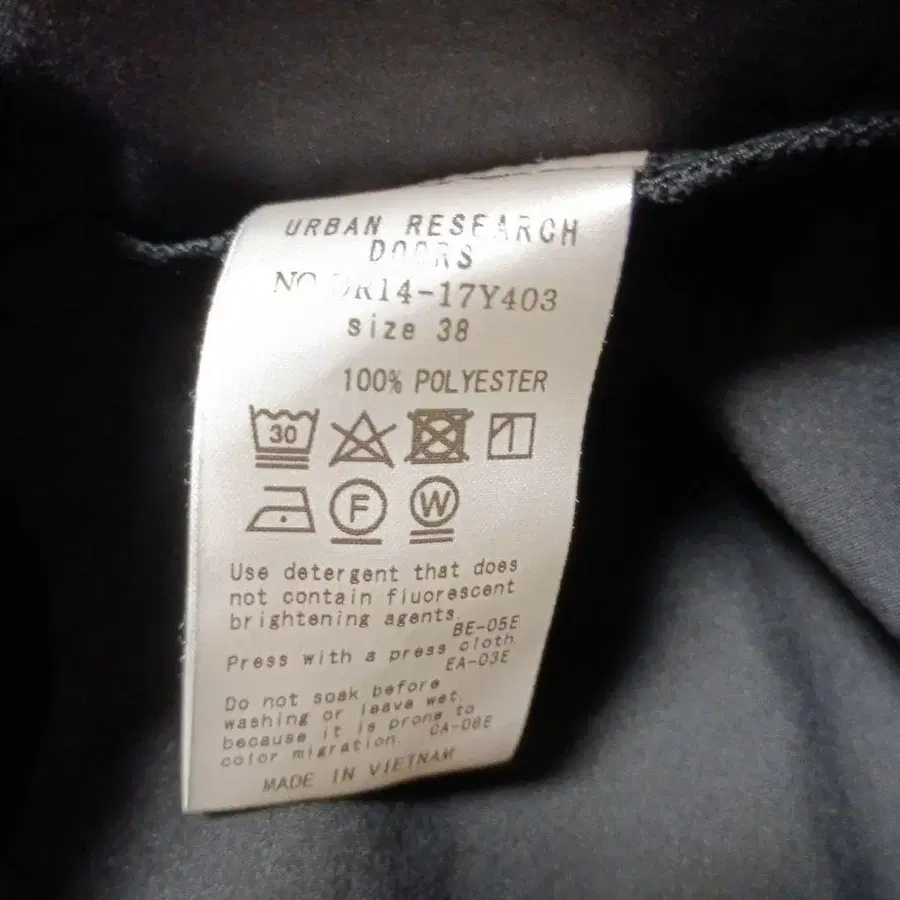 URBAN RESEARCH
DOORS
NO.DR14-17Y403
size 38
100% POLYESTER
30
F
W
Use detergent that does
not contain fluorescent
brightening agents.
BE-05E
Press with a press cloth.
EA-03E
Do not soak before
washing or leave wet,
because it is prone to
color migration. CA-06E
MADE IN VIETNAM